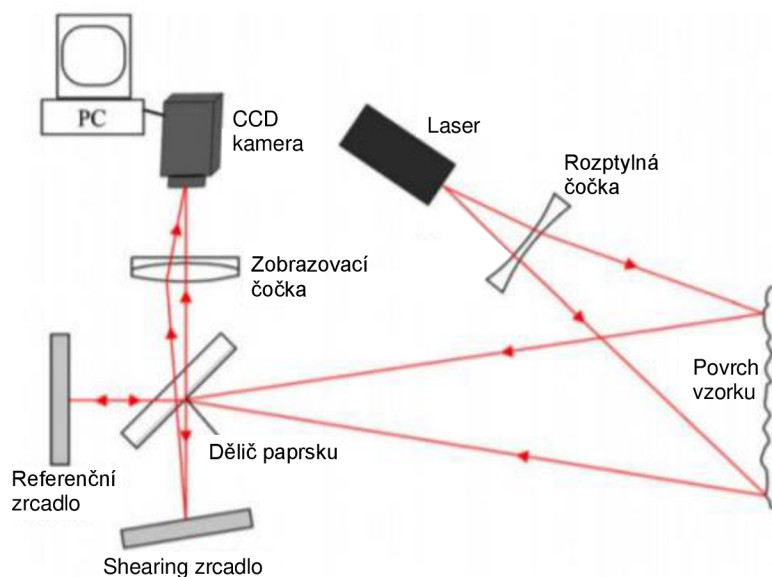 PC
CCD
kamera
Laser
Rozptylná
čočka
Zobrazovací
čočka
Povrch
vzorku
Dělič paprsku
Referenční
zrcadlo
Shearing zrcadlo